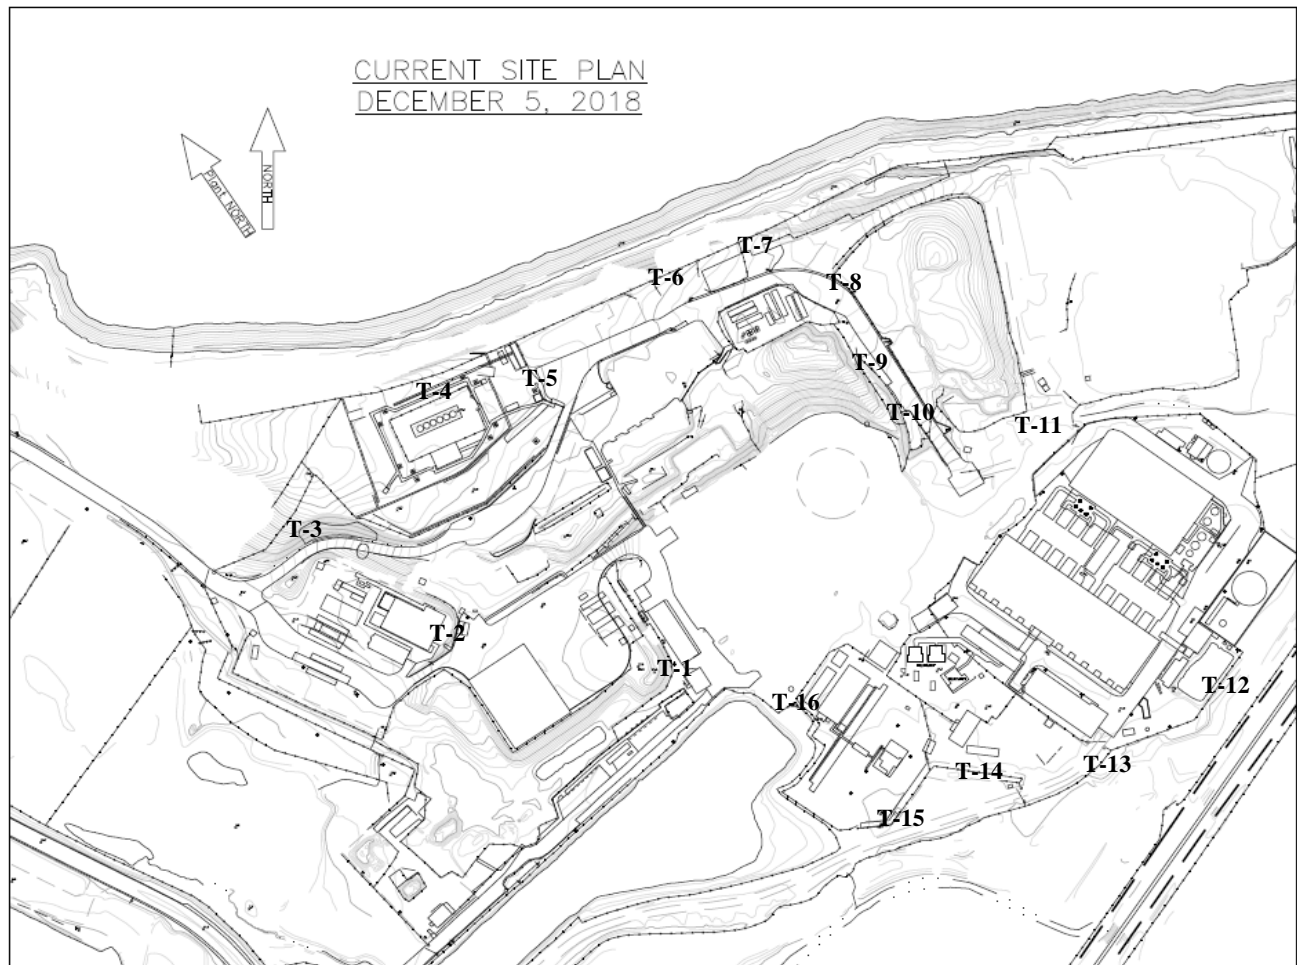 CURRENT SITE PLAN
DECEMBER 5, 2018
NORTH
Plant NORTH
T-7
T-6
T-8
T-9
T-5
T-4
T-10
T-11
T-3
T-2
T-1
T-12
T-16
T-13
T-14
T-15